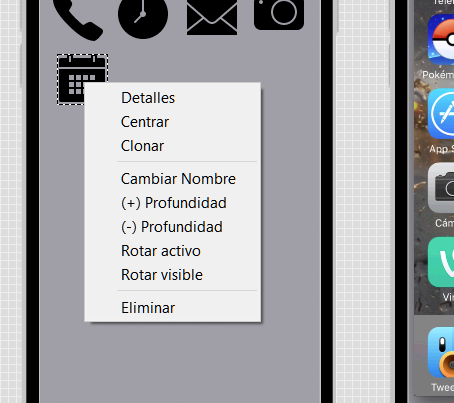 Detalles
Centrar
Clonar
Cambiar Nombre
(+) Profundidad
(-) Profundidad
Rotar activo
Rotar visible
Eliminar
Pokém
App S
Cám
Vi
Twee